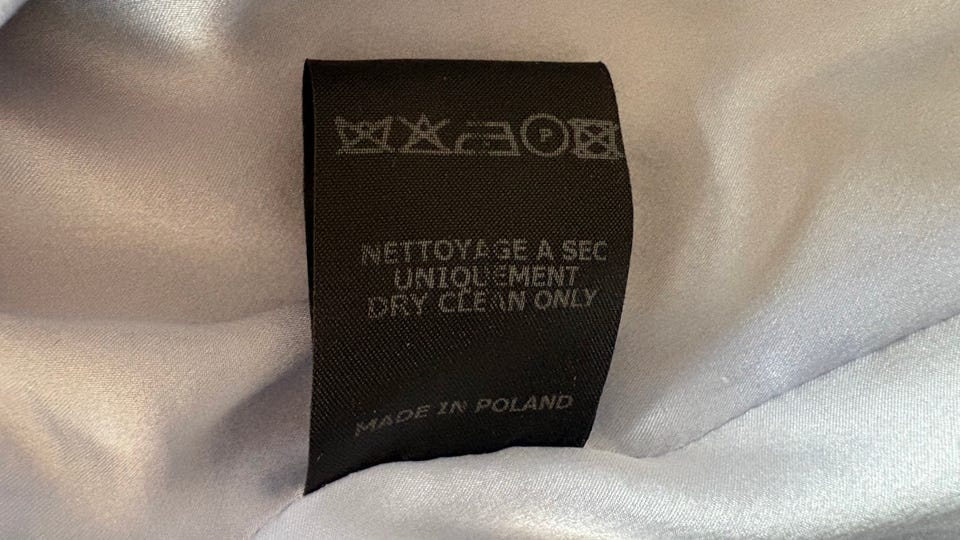 P
NETTOYAGE A SEC
UNIQUEMENT
DRY CLEAN ONLY
MADE IN POLAND